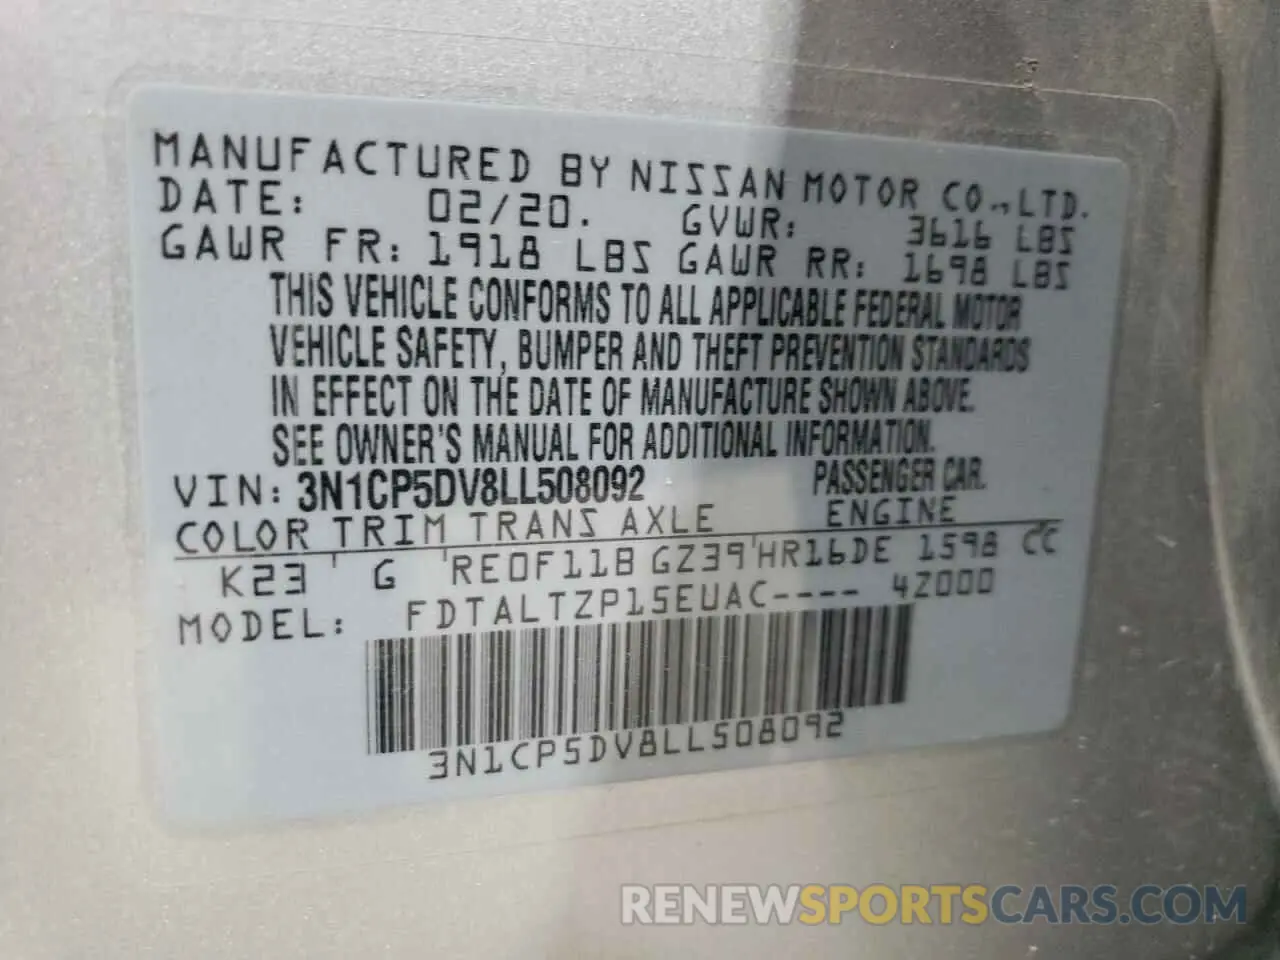 MANUFACTURED BY NISSAN MOTOR CO., LTD.
DATE: 02/20. GVWR: 3616 LBS
GAWR FR: 1918 LBS GAWR RR: 1698 LBS
THIS VEHICLE CONFORMS TO ALL APPLICABLE FEDERAL MOTOR
VEHICLE SAFETY, BUMPER AND THEFT PREVENTION STANDARDS
IN EFFECT ON THE DATE OF MANUFACTURE SHOWN ABOVE.
SEE OWNER'S MANUAL FOR ADDITIONAL INFORMATION.
VIN: 3N1CP5DV8LL508092 PASSENGER CAR.
COLOR TRIM TRANS AXLE ENGINE
K23 ' G ' RE0F11B GZ39 ' HR16DE 1598 CC
MODEL: FDTALTZP15EUAC---- 4Z000
3N1CP5DV8LL508092
RENEWSPORTSCARS.COM